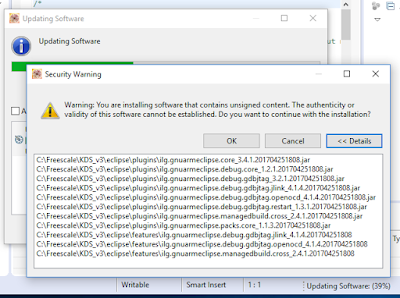 /*
Updating Software
Updating Software
Security Warning
Warning: You are installing software that contains unsigned content. The authenticity or
validity of this software cannot be established. Do you want to continue with the installation?
OK
Cancel
<< Details
C:\Freescale\KDS_v3\eclipse\plugins\ilg.gnuarmeclipse.core_3.4.1.201704251808.jar
C:\Freescale\KDS_v3\eclipse\plugins\ilg.gnuarmeclipse.debug.core_1.2.1.201704251808.jar
C:\Freescale\KDS_v3\eclipse\plugins\ilg.gnuarmeclipse.debug.gdbjtag_3.2.1.201704251808.jar
C:\Freescale\KDS_v3\eclipse\plugins\ilg.gnuarmeclipse.debug.gdbjtag.jlink_4.1.4.201704251808.jar
C:\Freescale\KDS_v3\eclipse\plugins\ilg.gnuarmeclipse.debug.gdbjtag.openocd_4.1.4.201704251808.jar
C:\Freescale\KDS_v3\eclipse\plugins\ilg.gnuarmeclipse.debug.gdbjtag.restart_1.3.1.201704251808.jar
C:\Freescale\KDS_v3\eclipse\plugins\ilg.gnuarmeclipse.managedbuild.cross_2.4.1.201704251808.jar
C:\Freescale\KDS_v3\eclipse\plugins\ilg.gnuarmeclipse.packs.core_1.1.3.201704251808.jar
C:\Freescale\KDS_v3\eclipse\features\ilg.gnuarmeclipse.debug.gdbjtag.jlink_4.1.4.201704251808
C:\Freescale\KDS_v3\eclipse\features\ilg.gnuarmeclipse.debug.gdbjtag.openocd_4.1.4.201704251808
C:\Freescale\KDS_v3\eclipse\features\ilg.gnuarmeclipse.managedbuild.cross_2.4.1.201704251808
Writable
Smart Insert
1 : 1
Updating Software: (39%)